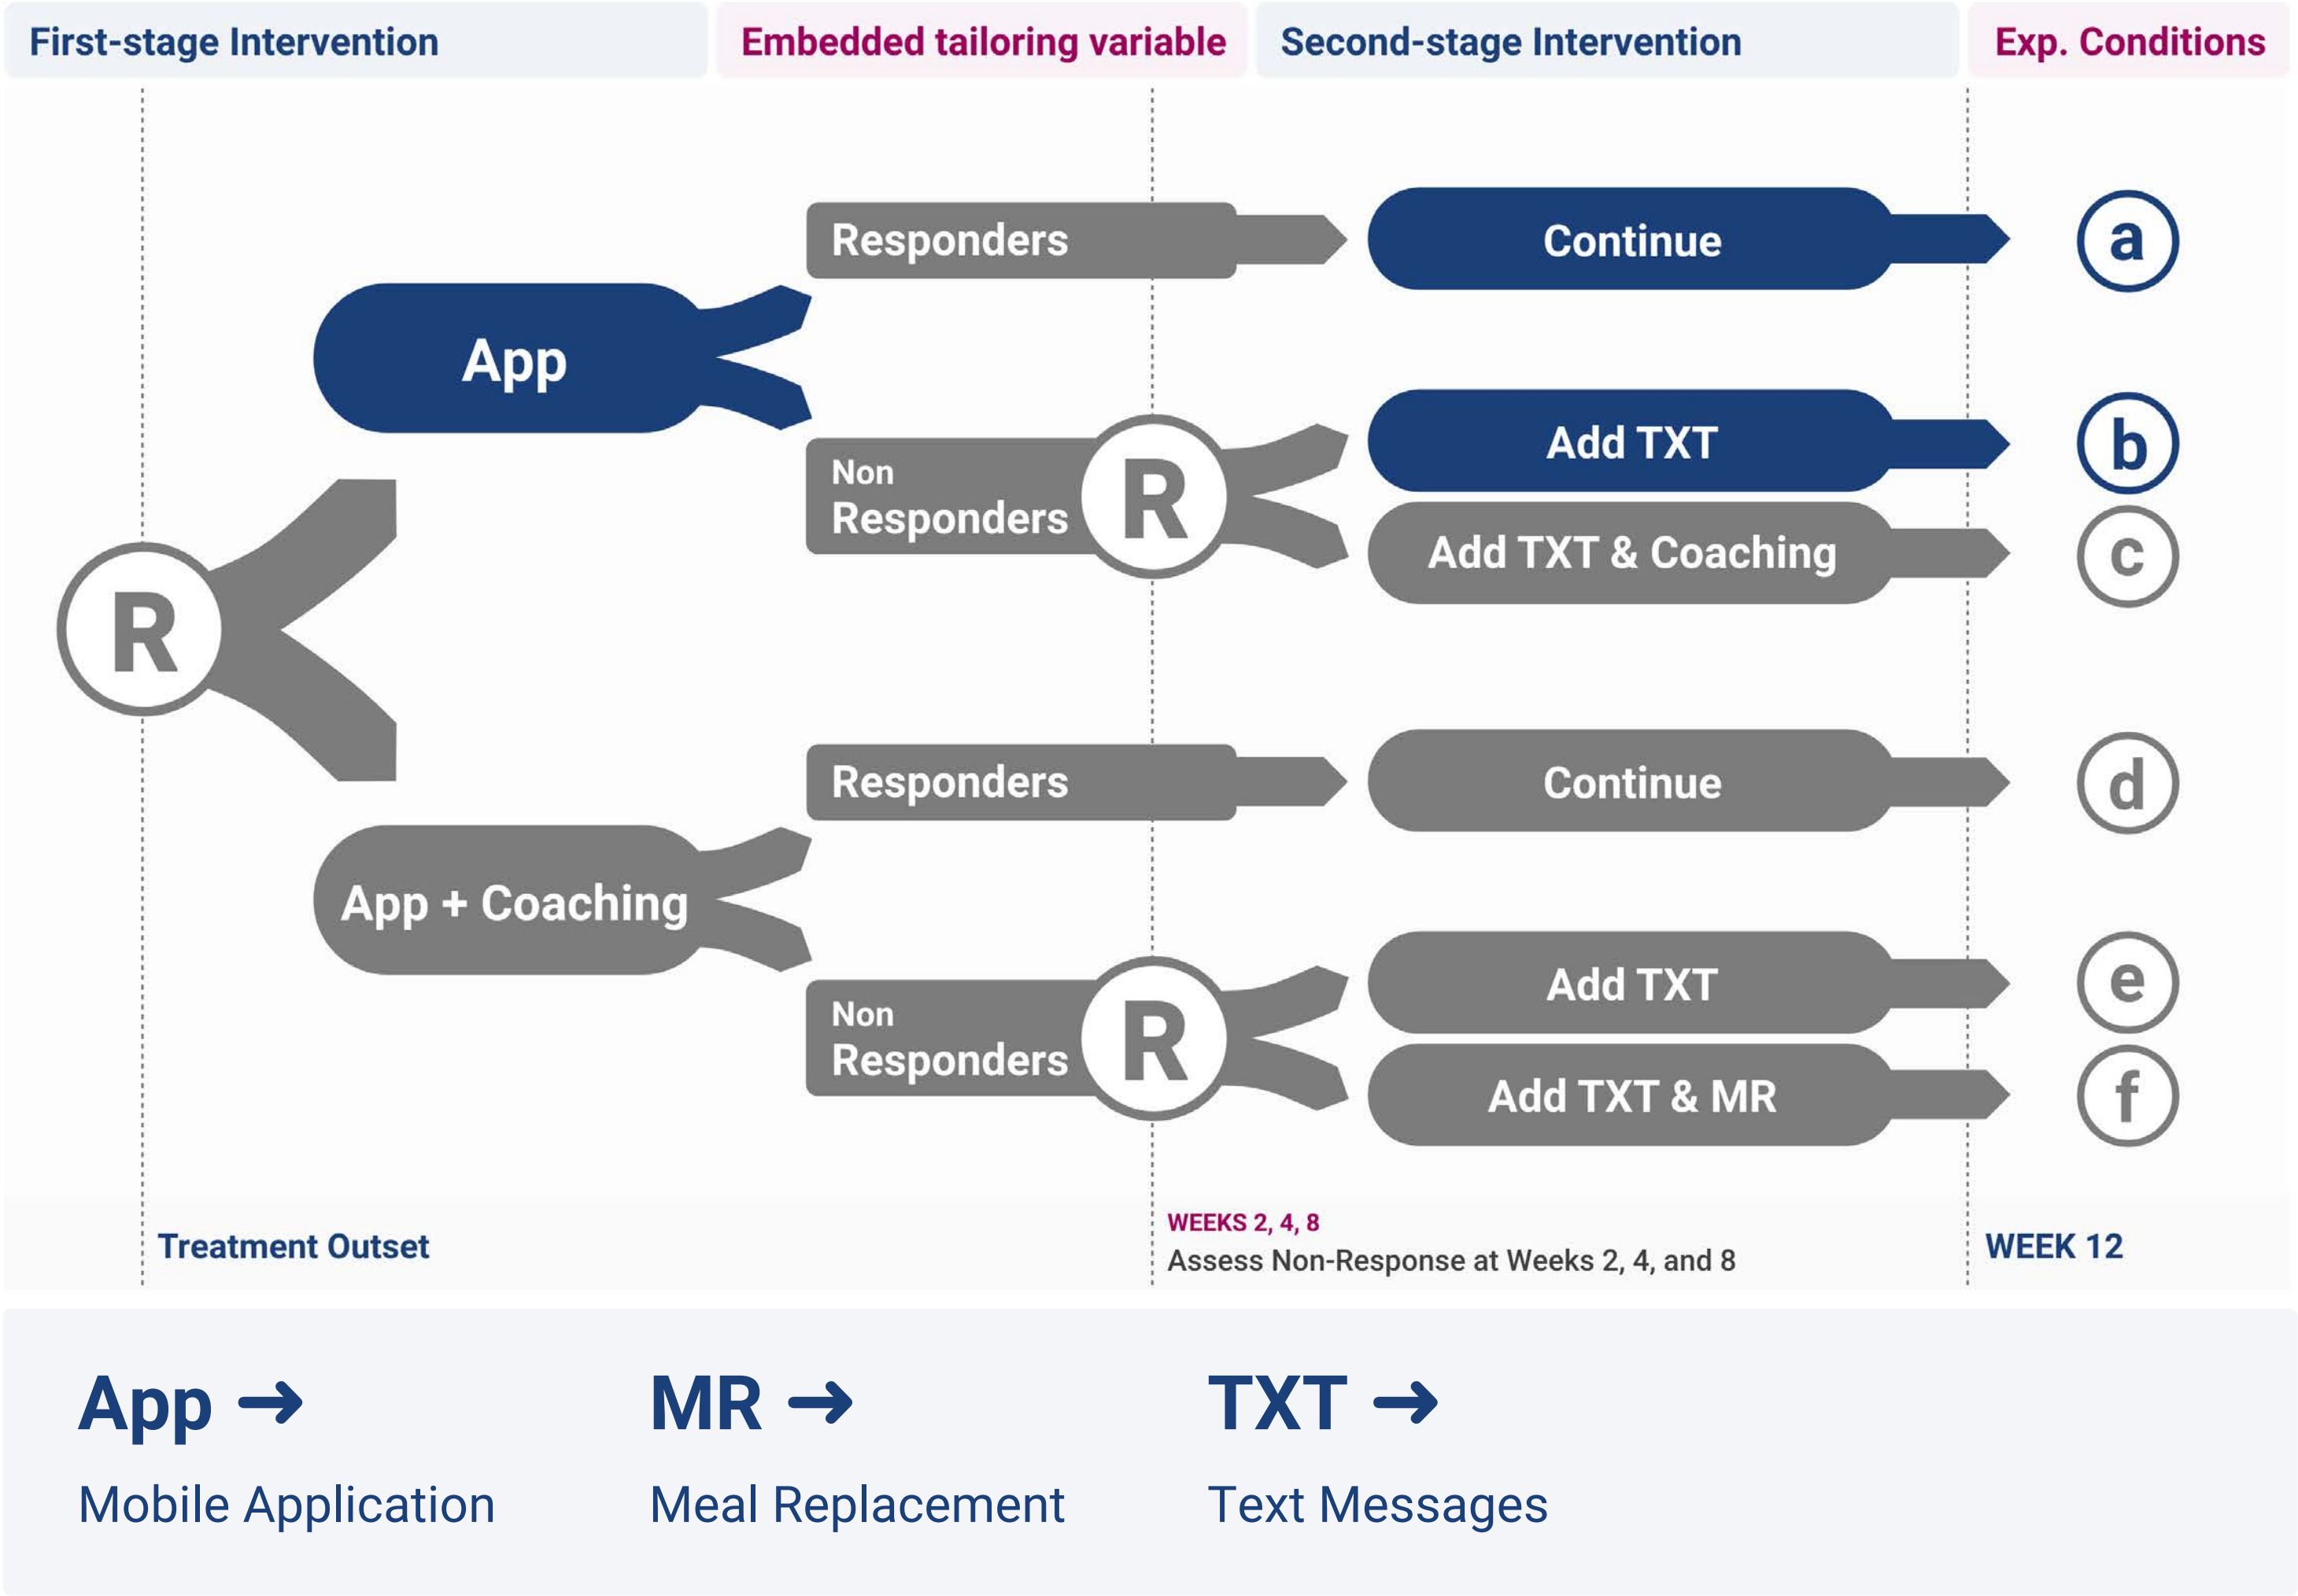 First-stage Intervention
Embedded tailoring variable
Second-stage Intervention
Exp. Conditions
Responders
Continue
a
App
Add TXT
b
Non
Responders
R
Add TXT & Coaching
c
R
Responders
Continue
d
App + Coaching
Add TXT
e
Non
Responders
R
Add TXT & MR
f
Treatment Outset
WEEKS 2, 4, 8
Assess Non-Response at Weeks 2, 4, and 8
WEEK 12
App →
Mobile Application
MR →
Meal Replacement
TXT →
Text Messages